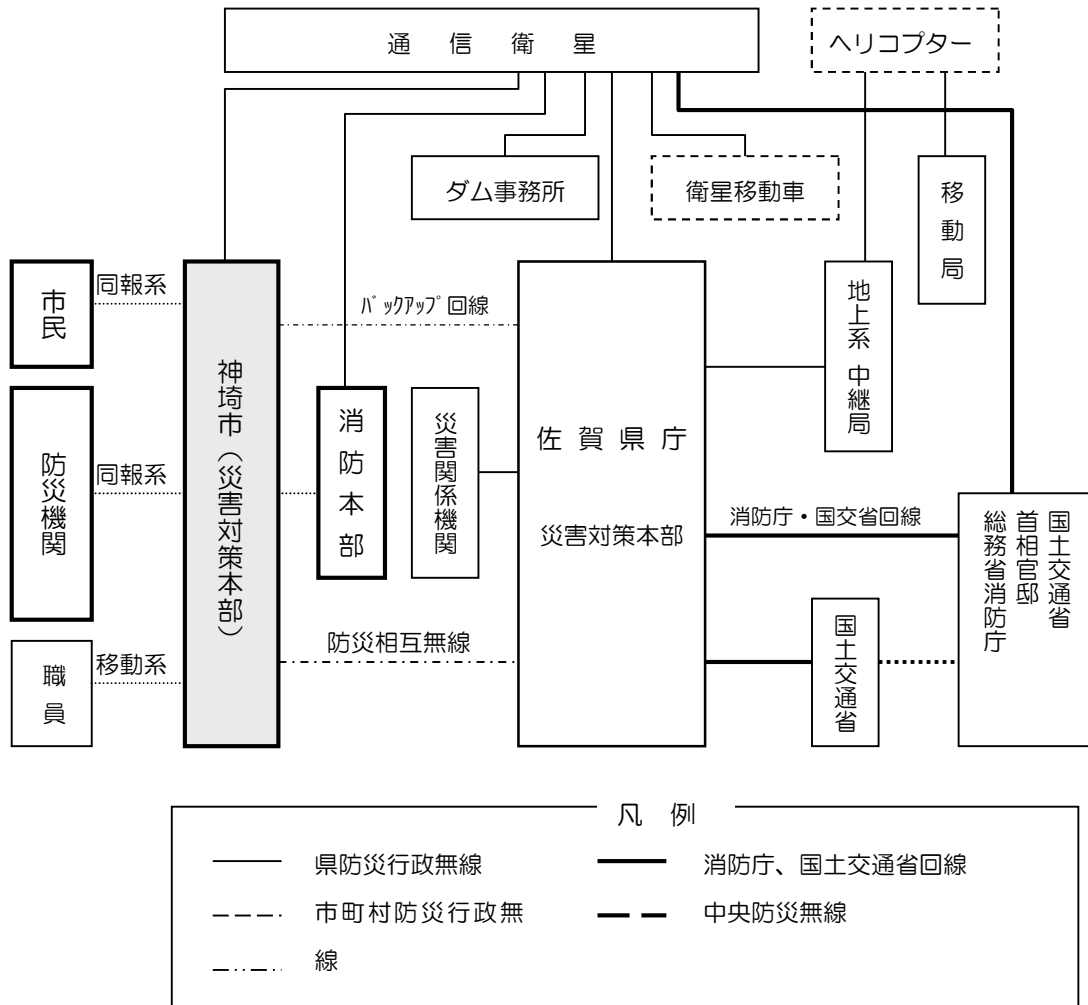 通信衛星
ヘリコプター
ダム事務所
衛星移動車
移動局
市民
同報系
神埼市（災害対策本部）
バックアップ回線
消防本部
災害関係機関
佐賀県庁
災害対策本部
地上系 中継局
防災機関
同報系
消防庁・国交省回線
国土交通省
首相官邸
総務省消防庁
職員
移動系
防災相互無線
国土交通省
凡例
県防災行政無線
消防庁、国土交通省回線
市町村防災行政無
中央防災無線
線